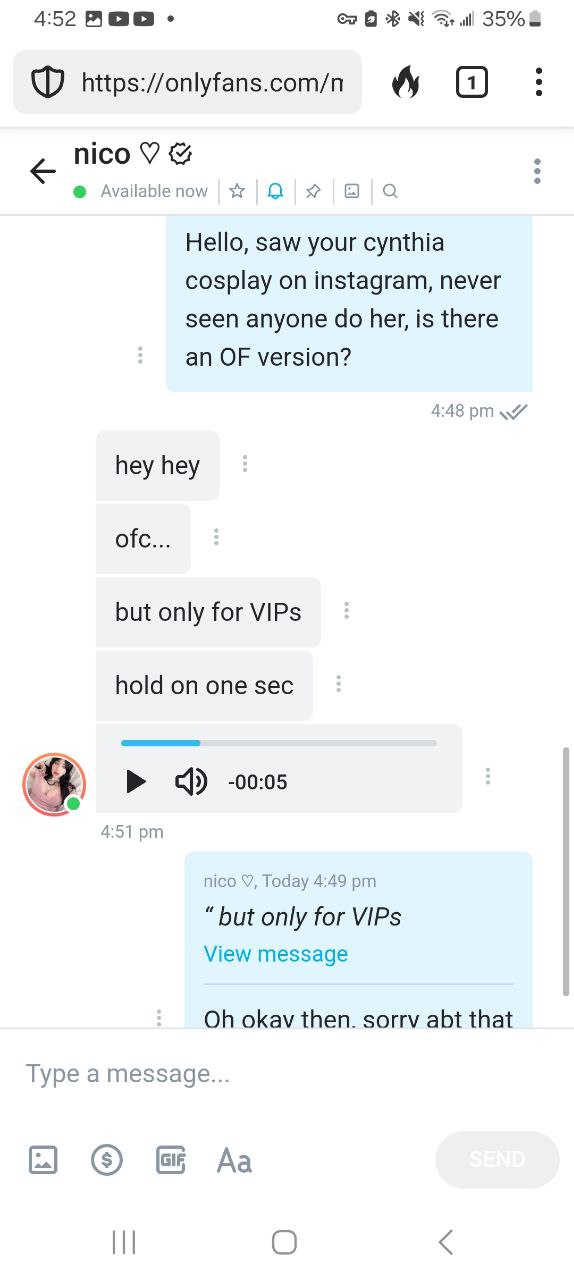 4:52
35%
https://onlyfans.com/n
1
nico ♡
Available now
Hello, saw your cynthia
cosplay on instagram, never
seen anyone do her, is there
an OF version?
4:48 pm
hey hey
ofc...
but only for VIPs
hold on one sec
-00:05
4:51 pm
nico ♡, Today 4:49 pm
“ but only for VIPs
View message
Oh okay then, sorry abt that
Type a message...
GIF
Aa
SEND